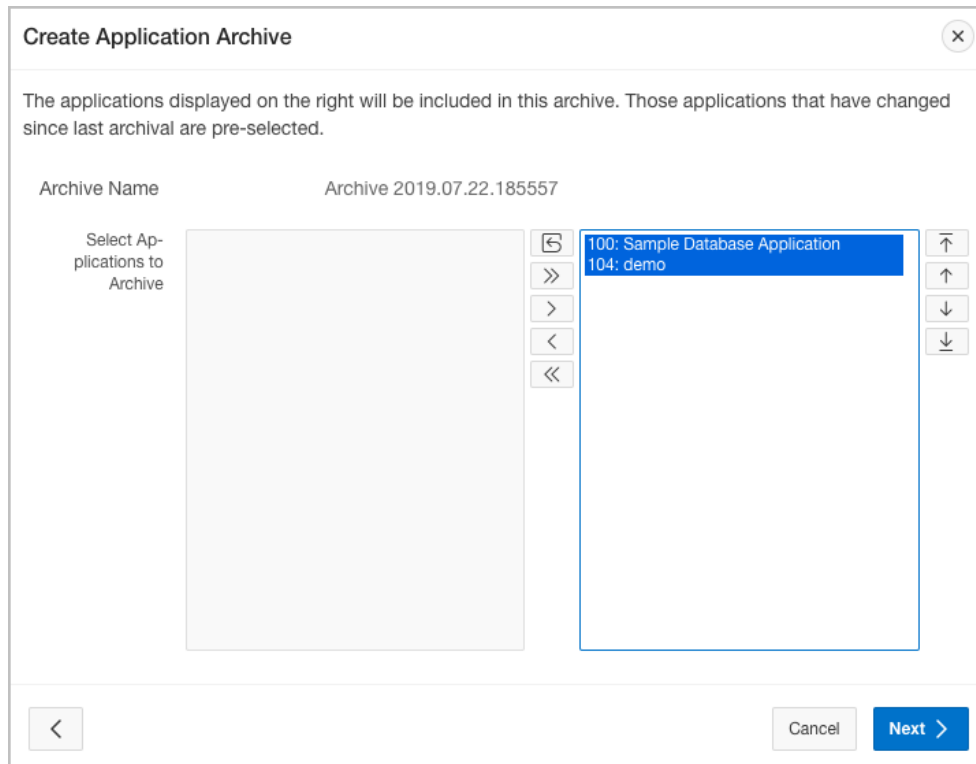 Create Application Archive
The applications displayed on the right will be included in this archive. Those applications that have changed
since last archival are pre-selected.
Archive Name
Archive 2019.07.22.185557
Select Ap-
plications to
Archive
100: Sample Database Application
104: demo
Cancel
Next